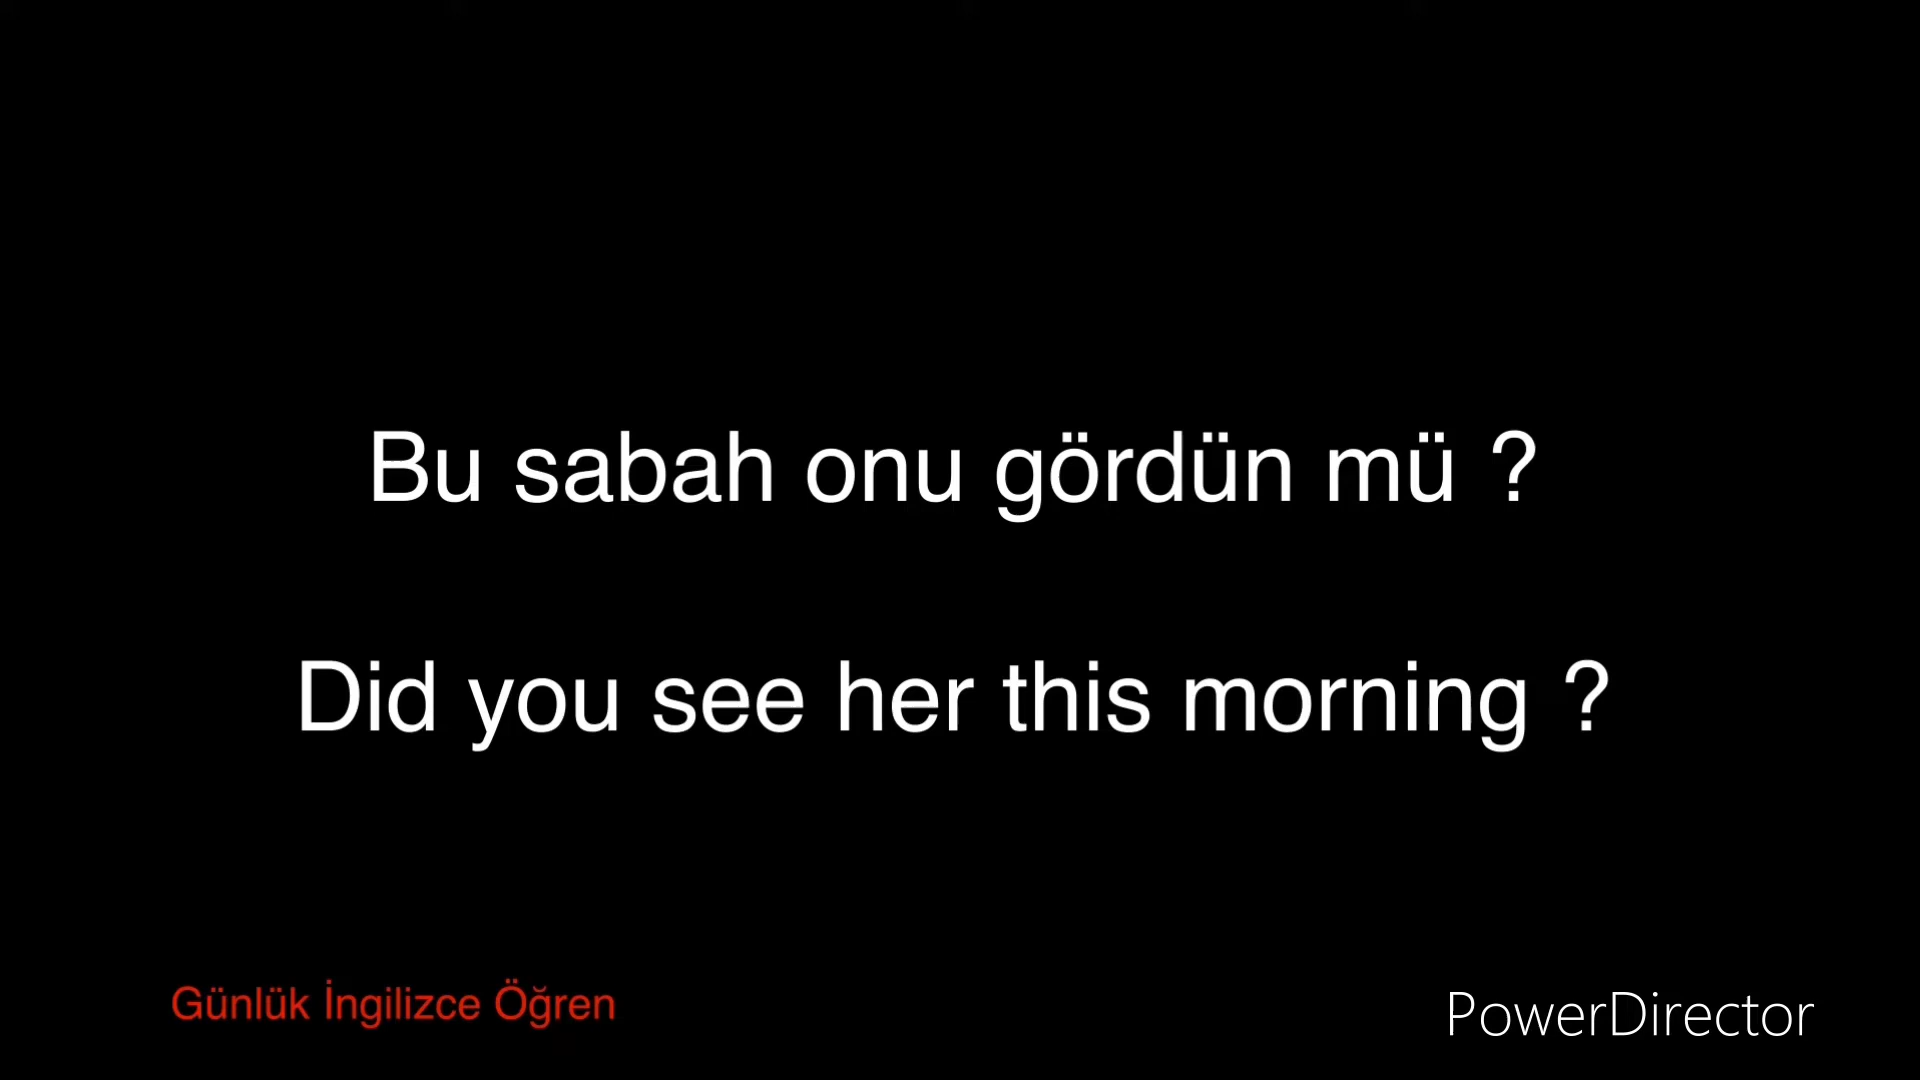 Bu sabah onu gördün mü ?
Did you see her this morning ?
Günlük İngilizce Öğren
PowerDirector